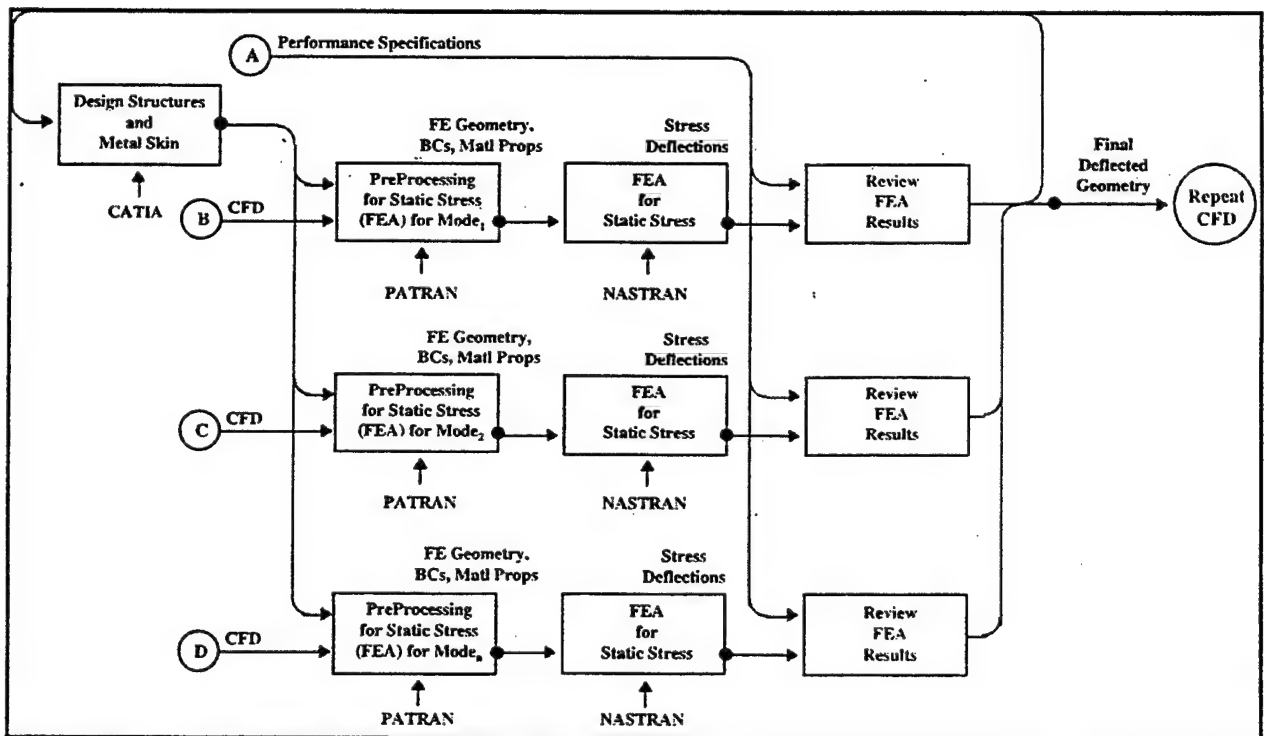 A
Performance Specifications
Design Structures
and
Metal Skin
CATIA
B
CFD
FE Geometry,
BCs, Matl Props
PreProcessing
for Static Stress
(FEA) for Mode₁
PATRAN
Stress
Deflections
FEA
for
Static Stress
NASTRAN
Review
FEA
Results
Final
Deflected
Geometry
Repeat
CFD
C
CFD
FE Geometry,
BCs, Matl Props
PreProcessing
for Static Stress
(FEA) for Mode₂
PATRAN
Stress
Deflections
FEA
for
Static Stress
NASTRAN
Review
FEA
Results
D
CFD
FE Geometry.
BCs, Matl Props
PreProcessing
for Static Stress
(FEA) for Modeₙ
PATRAN
Stress
Deflections
FEA
for
Static Stress
NASTRAN
Review
FEA
Results